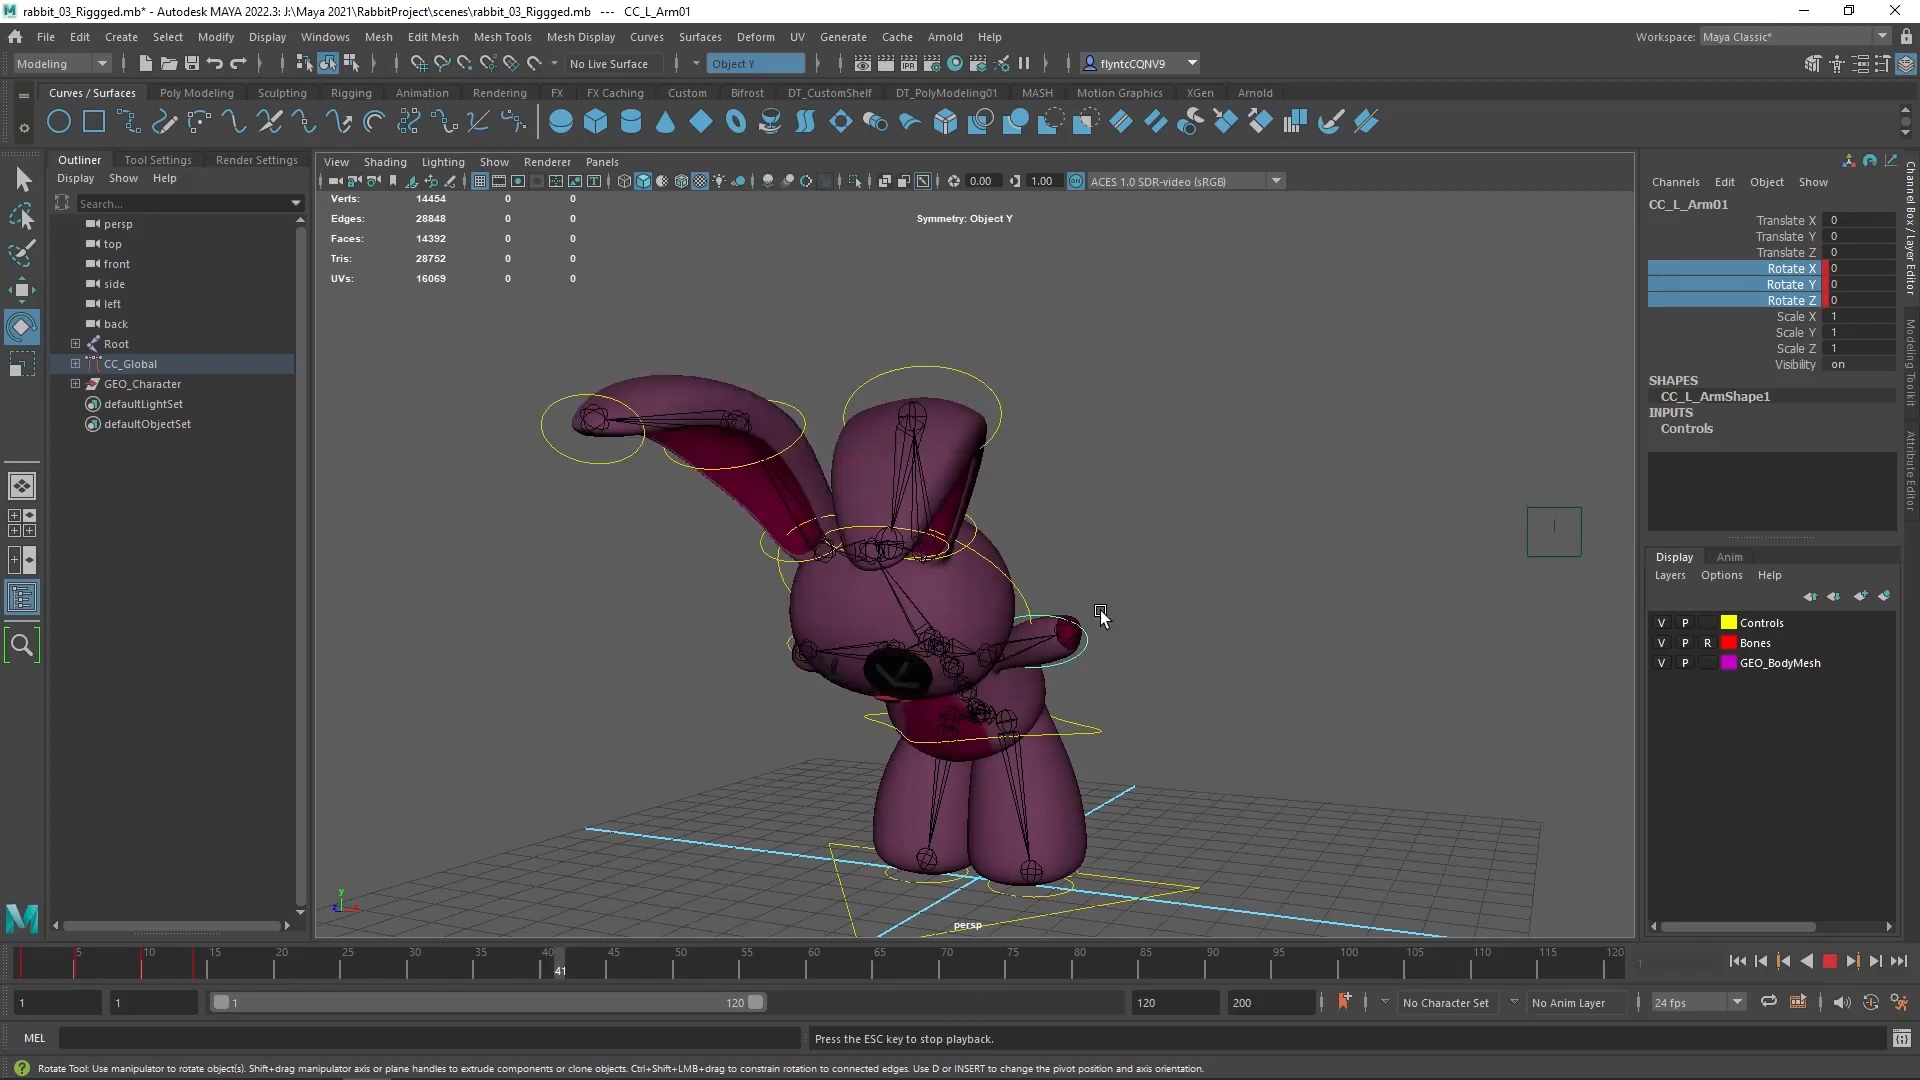 rabbit_03_Riggged.mb* - Autodesk MAYA 2022.3: J:\Maya 2021\RabbitProject\scenes\rabbit_03_Riggged.mb   ---   CC_L_Arm01
File Edit Create Select Modify Display Windows Mesh Edit Mesh Mesh Tools Mesh Display Curves Surfaces Deform UV Generate Cache Arnold Help
Workspace: Maya Classic*
Modeling No Live Surface Object Y flyntcCQNV9
Curves / Surfaces Poly Modeling Sculpting Rigging Animation Rendering FX FX Caching Custom Bifrost DT_CustomShelf DT_PolyModeling01 MASH Motion Graphics XGen Arnold
Outliner Tool Settings Render Settings
Display Show Help
Search...
persp
top
front
side
left
back
Root
CC_Global
GEO_Character
defaultLightSet
defaultObjectSet
View Shading Lighting Show Renderer Panels
0.00 1.00 ACES 1.0 SDR-video (sRGB)
Verts: 14454 0 0
Edges: 28848 0 0
Faces: 14392 0 0
Tris: 28752 0 0
UVs: 16069 0 0
Symmetry: Object Y
persp
Channels Edit Object Show
CC_L_Arm01
Translate X 0
Translate Y 0
Translate Z 0
Rotate X 0
Rotate Y 0
Rotate Z 0
Scale X 1
Scale Y 1
Scale Z 1
Visibility on
SHAPES
CC_L_ArmShape1
INPUTS
Controls
Display Anim
Layers Options Help
V P Controls
V P R Bones
V P GEO_BodyMesh
Channel Box / Layer Editor
Modeling Toolkit
Attribute Editor
5 10 15 20 25 30 35 40 45 50 55 60 65 70 75 80 85 90 95 100 105 110 115 120
41
1
1 1 1 120 120 200 No Character Set No Anim Layer 24 fps
MEL Press the ESC key to stop playback.
Rotate Tool: Use manipulator to rotate object(s). Shift+drag manipulator axis or plane handles to extrude components or clone objects. Ctrl+Shift+LMB+drag to constrain rotation to connected edges. Use D or INSERT to change the pivot position and axis orientation.